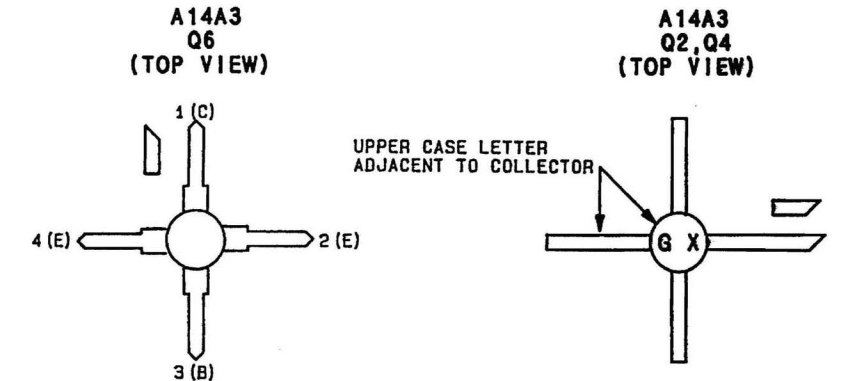 A14A3
Q6
(TOP VIEW)
1 (C)
4 (E)
2 (E)
3 (B)
A14A3
Q2,Q4
(TOP VIEW)
UPPER CASE LETTER
ADJACENT TO COLLECTOR
G X